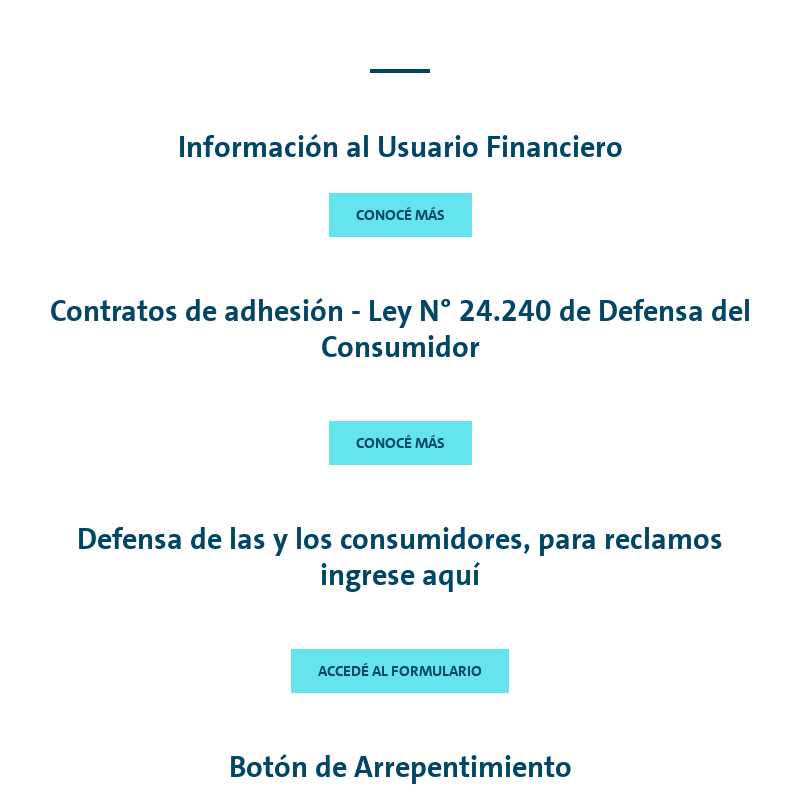 Información al Usuario Financiero
CONOCÉ MÁS
Contratos de adhesión - Ley N° 24.240 de Defensa del
Consumidor
CONOCÉ MÁS
Defensa de las y los consumidores, para reclamos
ingrese aquí
ACCEDÉ AL FORMULARIO
Botón de Arrepentimiento